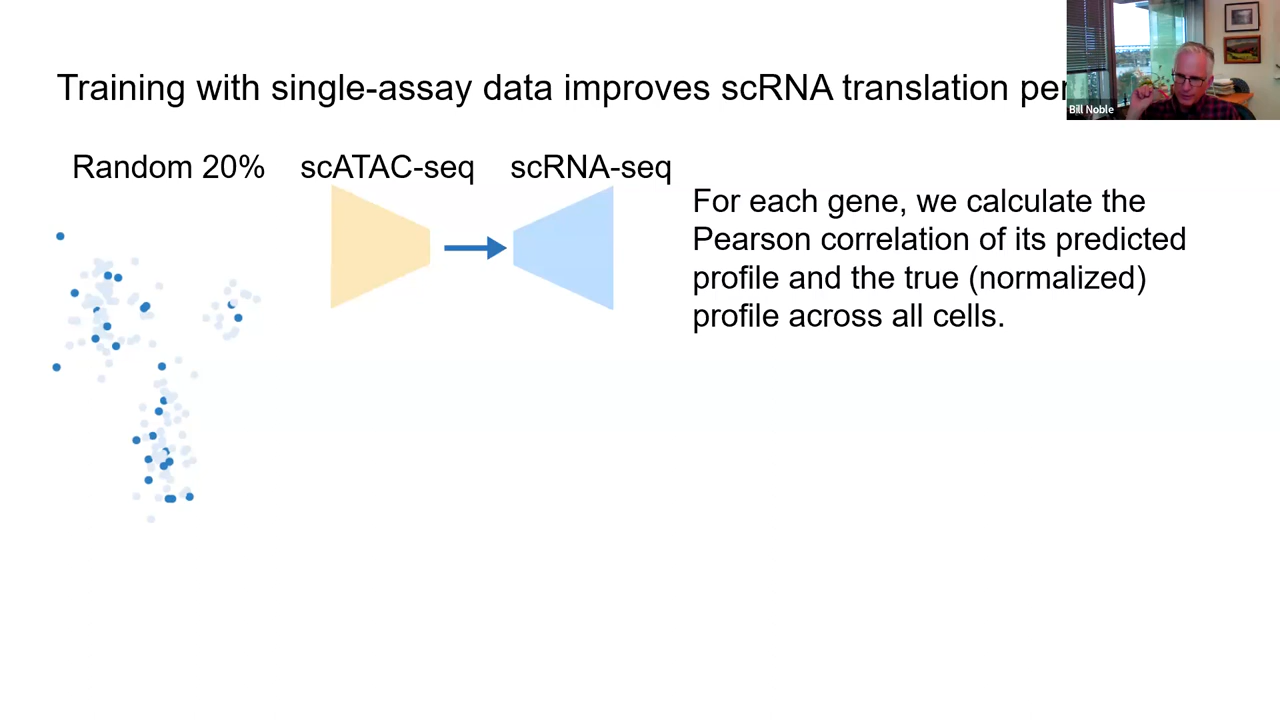 Training with single-assay data improves scRNA translation
Bill Noble
Random 20%
scATAC-seq
scRNA-seq
For each gene, we calculate the
Pearson correlation of its predicted
profile and the true (normalized)
profile across all cells.